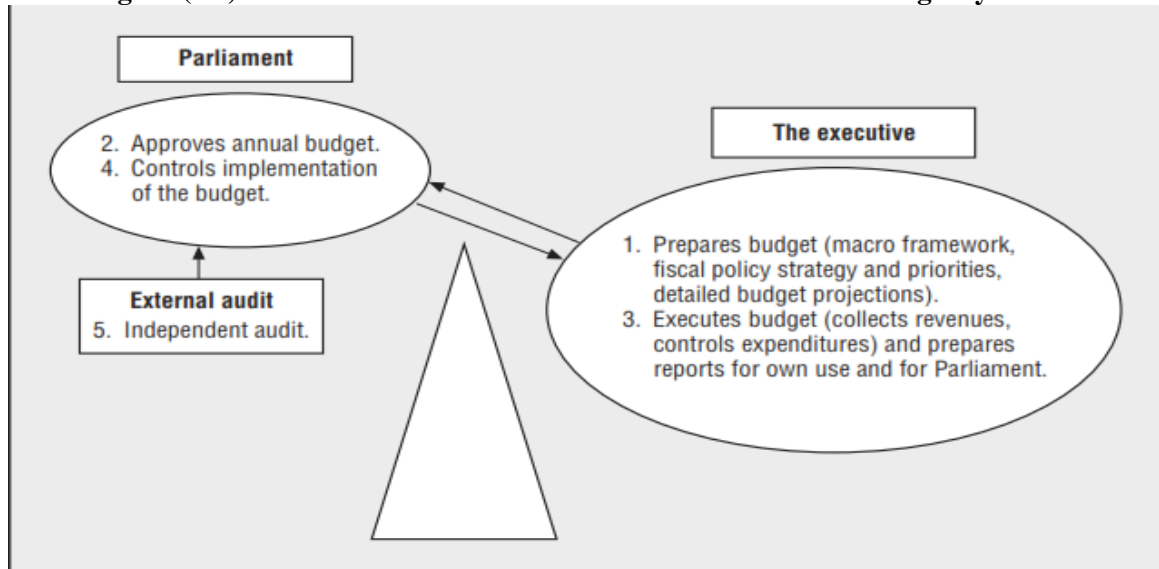 Parliament
2. Approves annual budget.
4. Controls implementation
of the budget.
External audit
5. Independent audit.
The executive
1. Prepares budget (macro framework,
fiscal policy strategy and priorities,
detailed budget projections).
3. Executes budget (collects revenues,
controls expenditures) and prepares
reports for own use and for Parliament.